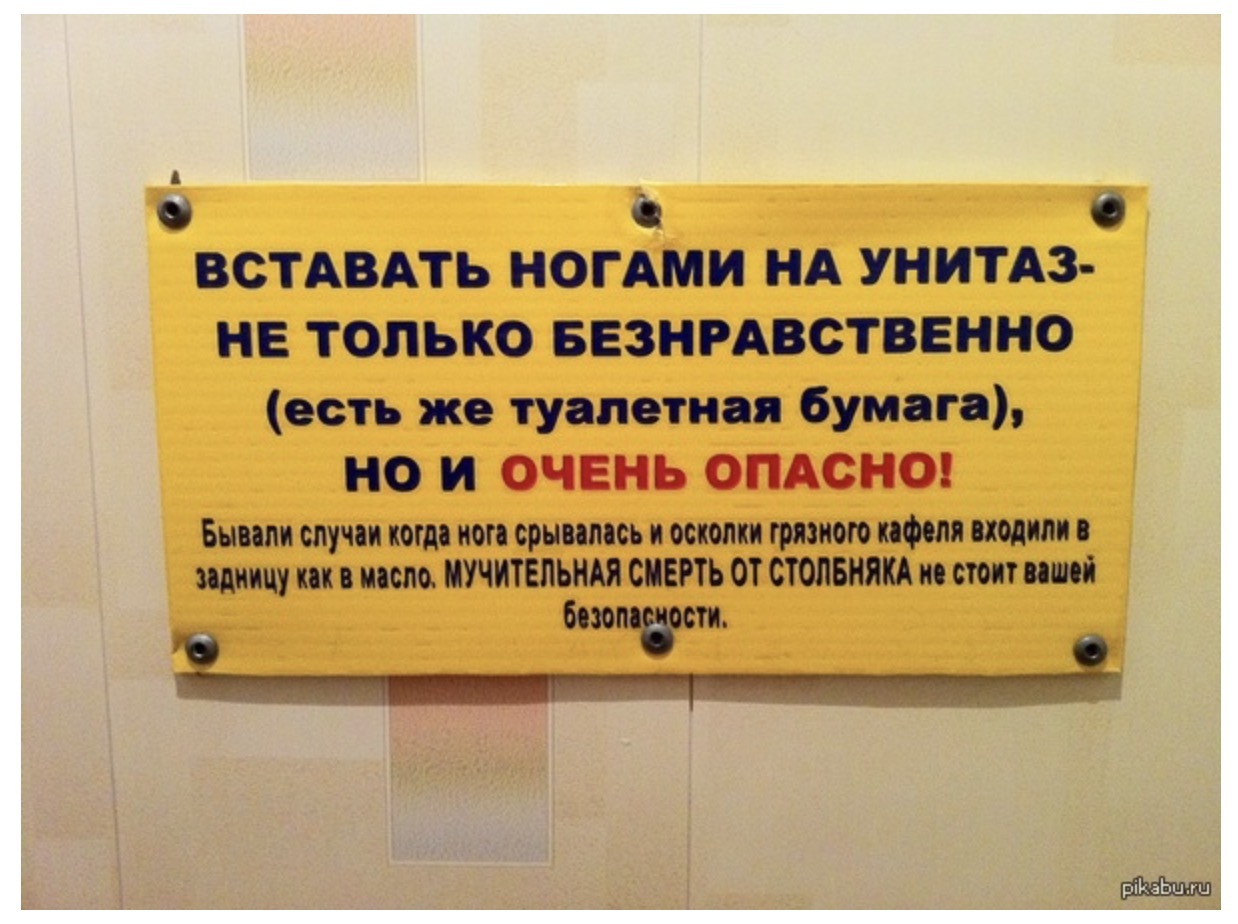 ВСТАВАТЬ НОГАМИ НА УНИТАЗ-
НЕ ТОЛЬКО БЕЗНРАВСТВЕННО
(есть же туалетная бумага),
НО И ОЧЕНЬ ОПАСНО!
Бывали случаи когда нога срывалась и осколки грязного кафеля входили в
задницу как в масло. МУЧИТЕЛЬНАЯ СМЕРТЬ ОТ СТОЛБНЯКА не стоит вашей
безопасности.
pikabu.ru